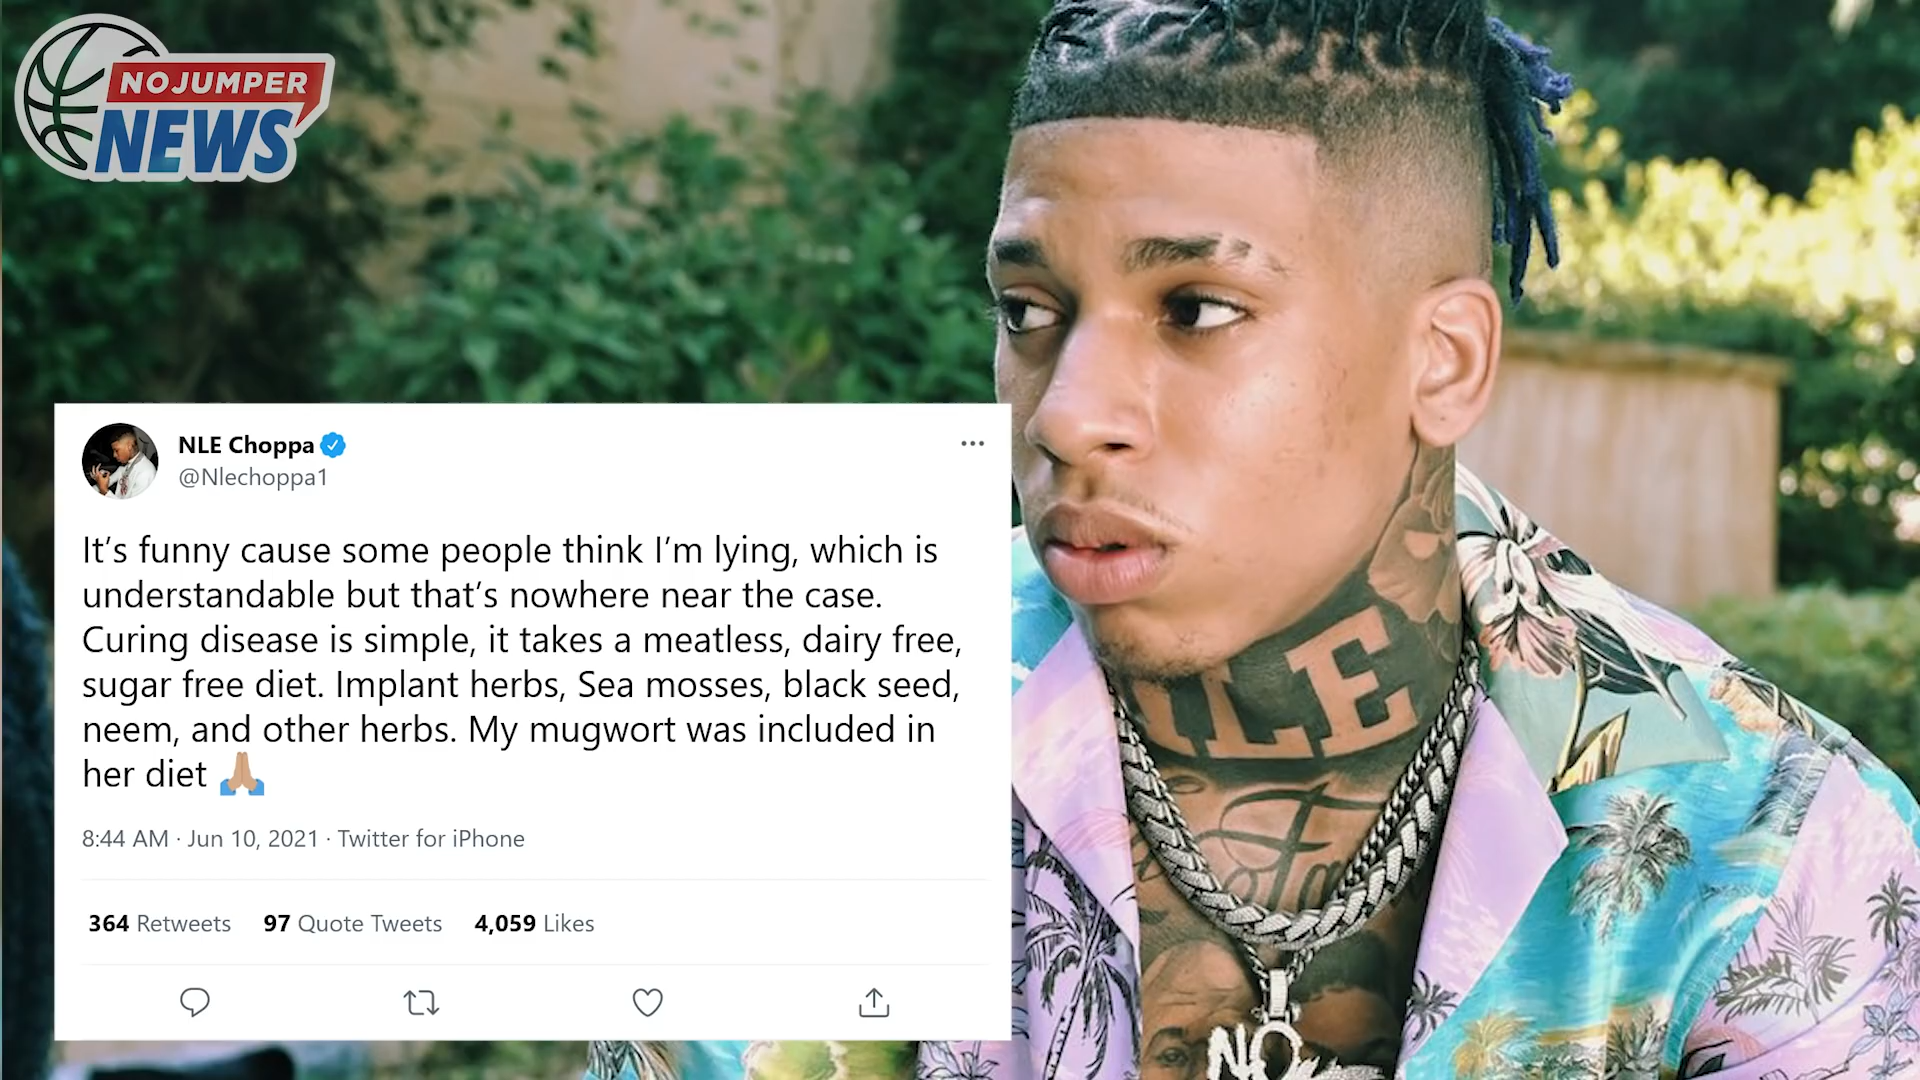 NOJUMPER
NEWS
NLE Choppa
@Nlechoppa1
It’s funny cause some people think I’m lying, which is
understandable but that’s nowhere near the case.
Curing disease is simple, it takes a meatless, dairy free,
sugar free diet. Implant herbs, Sea mosses, black seed,
neem, and other herbs. My mugwort was included in
her diet 🙏🏽
8:44 AM · Jun 10, 2021 · Twitter for iPhone
364 Retweets 97 Quote Tweets 4,059 Likes
NLE
NO